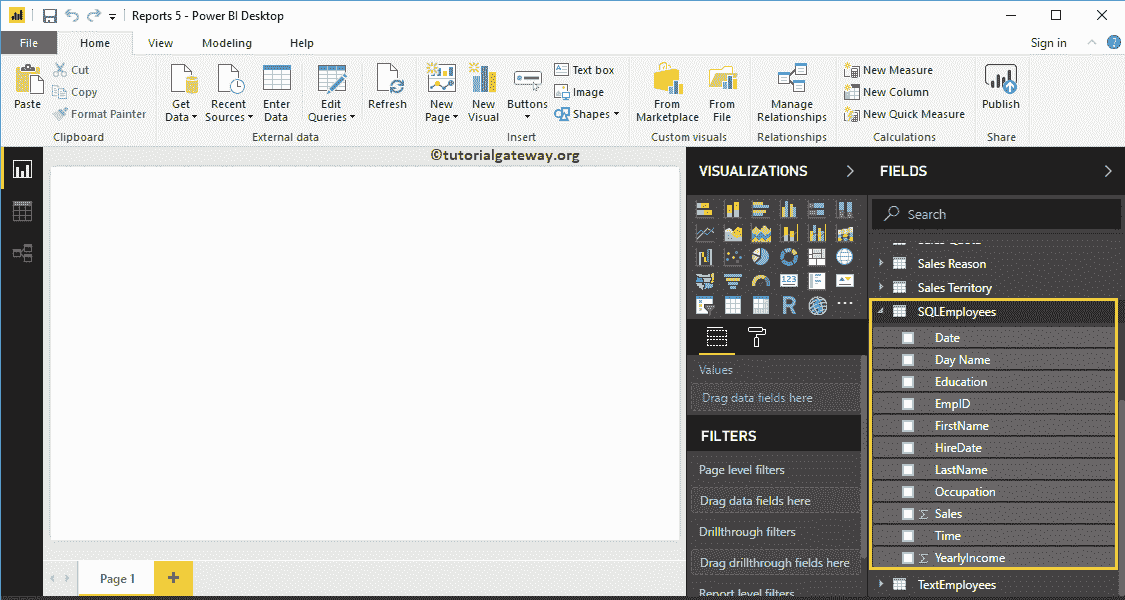 Reports 5 - Power BI Desktop
File Home View Modeling Help Sign in
Paste
Cut
Copy
Format Painter
Clipboard
Get Data
Recent Sources
Enter Data
Edit Queries
External data
Refresh
New Page
New Visual
Buttons
Text box
Image
Shapes
Insert
From Marketplace
From File
Custom visuals
Manage Relationships
Relationships
New Measure
New Column
New Quick Measure
Calculations
Publish
Share
©tutorialgateway.org
VISUALIZATIONS
Values
Drag data fields here
FILTERS
Page level filters
Drag data fields here
Drillthrough filters
Drag drillthrough fields here
Report level filters
FIELDS
Search
Sales Reason
Sales Territory
SQLEmployees
Date
Day Name
Education
EmpID
FirstName
HireDate
LastName
Occupation
Σ Sales
Time
Σ YearlyIncome
TextEmployees
Page 1